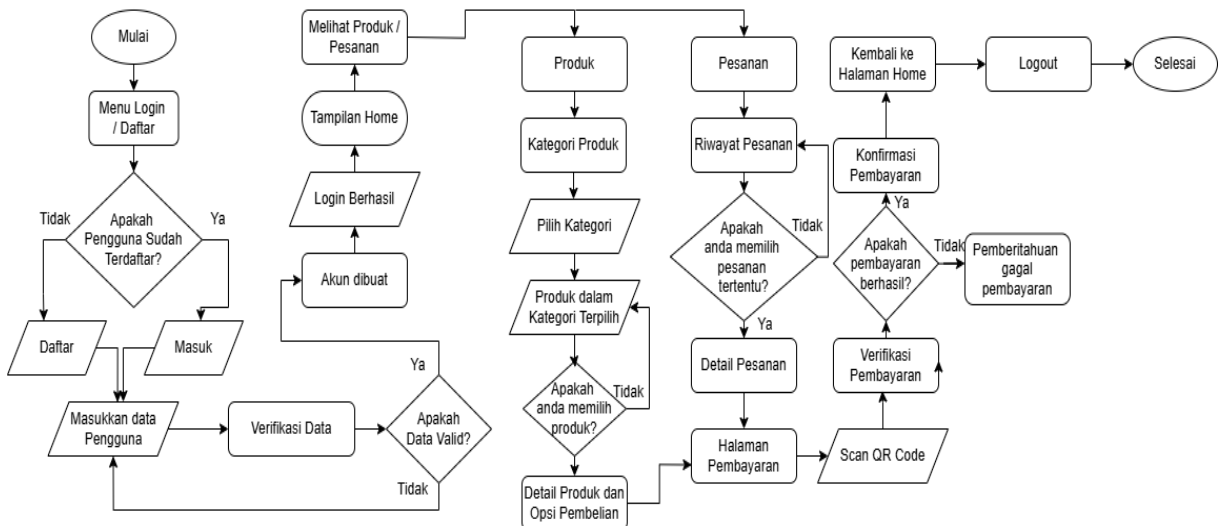 Mulai
Menu Login
/ Daftar
Apakah
Pengguna Sudah
Terdaftar?
Tidak
Ya
Daftar
Masuk
Masukkan data
Pengguna
Verifikasi Data
Apakah
Data Valid?
Ya
Tidak
Akun dibuat
Login Berhasil
Tampilan Home
Melihat Produk /
Pesanan
Produk
Kategori Produk
Pilih Kategori
Produk dalam
Kategori Terpilih
Apakah
anda memilih
produk?
Tidak
Detail Produk dan
Opsi Pembelian
Pesanan
Riwayat Pesanan
Apakah
anda memilih
pesanan
tertentu?
Tidak
Ya
Detail Pesanan
Halaman
Pembayaran
Scan QR Code
Verifikasi
Pembayaran
Apakah
pembayaran
berhasil?
Tidak
Ya
Pemberitahuan
gagal
pembayaran
Konfirmasi
Pembayaran
Kembali ke
Halaman Home
Logout
Selesai